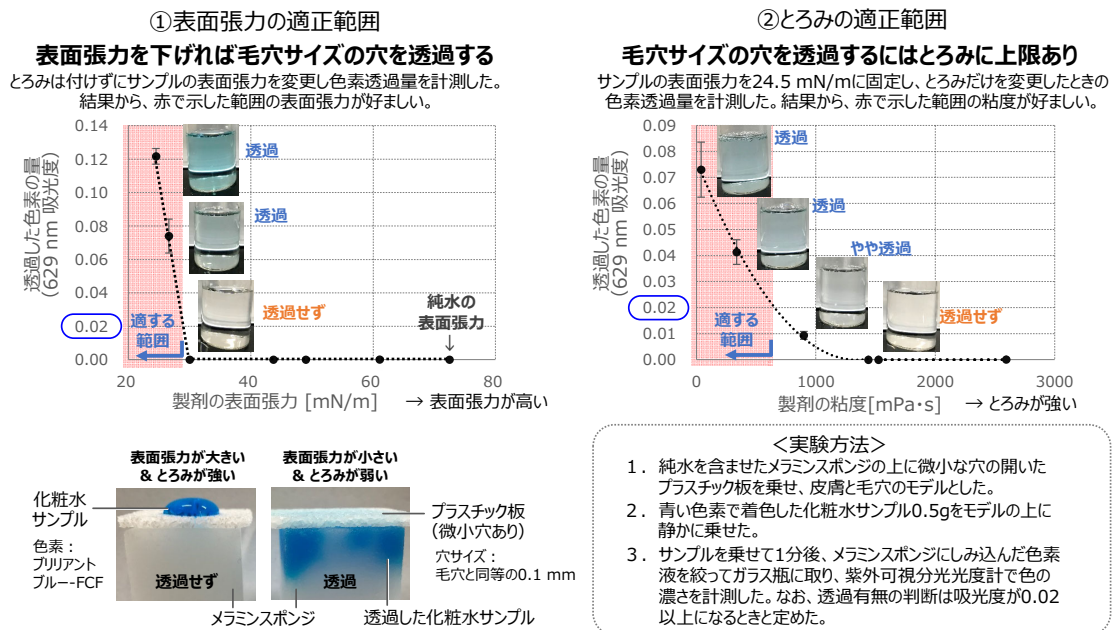 ①表面張力の適正範囲
表面張力を下げれば毛穴サイズの穴を透過する
とろみは付けずにサンプルの表面張力を変更し色素透過量を計測した。
結果から、赤で示した範囲の表面張力が好ましい。
透過した色素の量
(629 nm 吸光度)
0.14
0.12
0.10
0.08
0.06
0.04
0.02
0.00
透過
透過
透過せず
適する
範囲
純水の
表面張力
20
40
60
80
製剤の表面張力 [mN/m]
→ 表面張力が高い
②とろみの適正範囲
毛穴サイズの穴を透過するにはとろみに上限あり
サンプルの表面張力を24.5 mN/mに固定し、とろみだけを変更したときの
色素透過量を計測した。結果から、赤で示した範囲の粘度が好ましい。
透過した色素の量
(629 nm 吸光度)
0.09
0.08
0.07
0.06
0.05
0.04
0.03
0.02
0.01
0.00
透過
透過
やや透過
透過せず
適する
範囲
0
1000
2000
3000
製剤の粘度[mPa・s]
→ とろみが強い
表面張力が大きい
& とろみが強い
表面張力が小さい
& とろみが弱い
化粧水
サンプル
色素：
ブリリアント
ブルー-FCF
透過せず
透過
プラスチック板
(微小穴あり)
穴サイズ：
毛穴と同等の0.1 mm
メラミンスポンジ
透過した化粧水サンプル
＜実験方法＞
1．純水を含ませたメラミンスポンジの上に微小な穴の開いた
プラスチック板を乗せ、皮膚と毛穴のモデルとした。
2．青い色素で着色した化粧水サンプル0.5gをモデルの上に
静かに乗せた。
3．サンプルを乗せて1分後、メラミンスポンジにしみ込んだ色素
液を絞ってガラス瓶に取り、紫外可視分光光度計で色の
濃さを計測した。なお、透過有無の判断は吸光度が0.02
以上になるときと定めた。